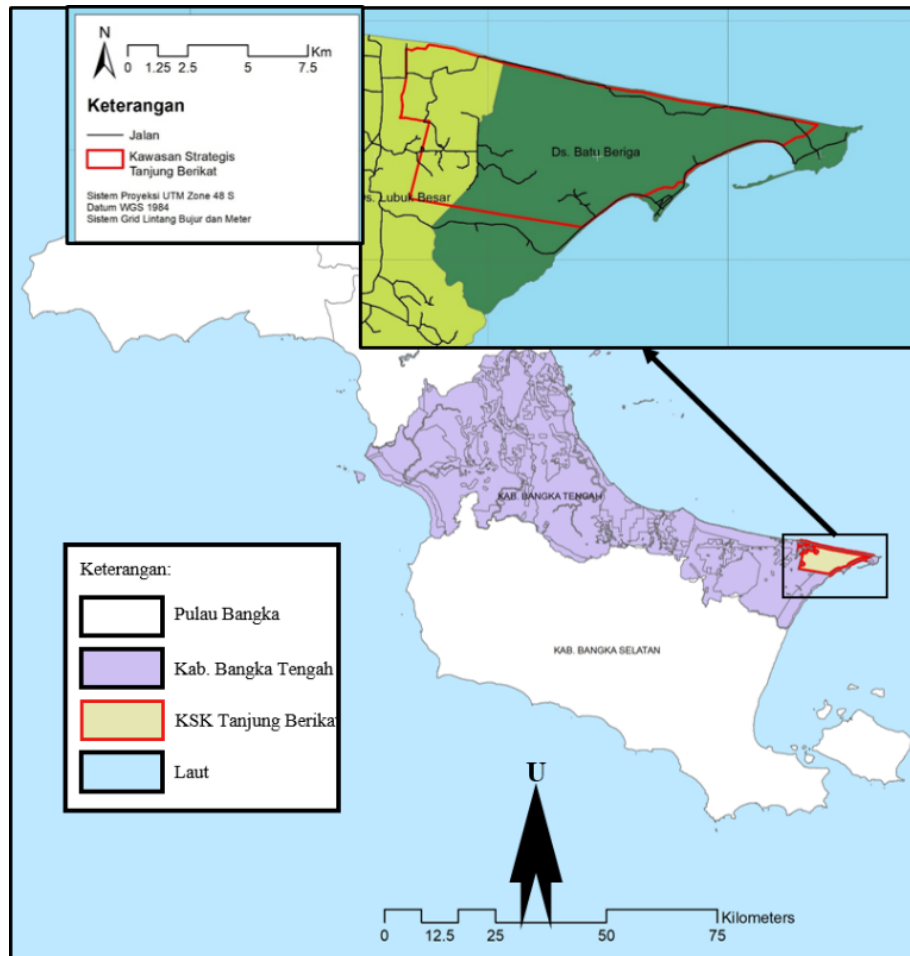 N
Km
0 1.25 2.5 5 7.5
Keterangan
Jalan
Kawasan Strategis
Tanjung Berikat
Sistem Proyeksi UTM Zone 48 S
Datum WGS 1984
Sistem Grid Lintang Bujur dan Meter
Ds. Batu Beriga
s. Lubuk Besar
KAB. BANGKA TENGAH
KAB. BANGKA SELATAN
Keterangan:
Pulau Bangka
Kab. Bangka Tengah
KSK Tanjung Berikat
Laut
U
Kilometers
0 12.5 25 50 75